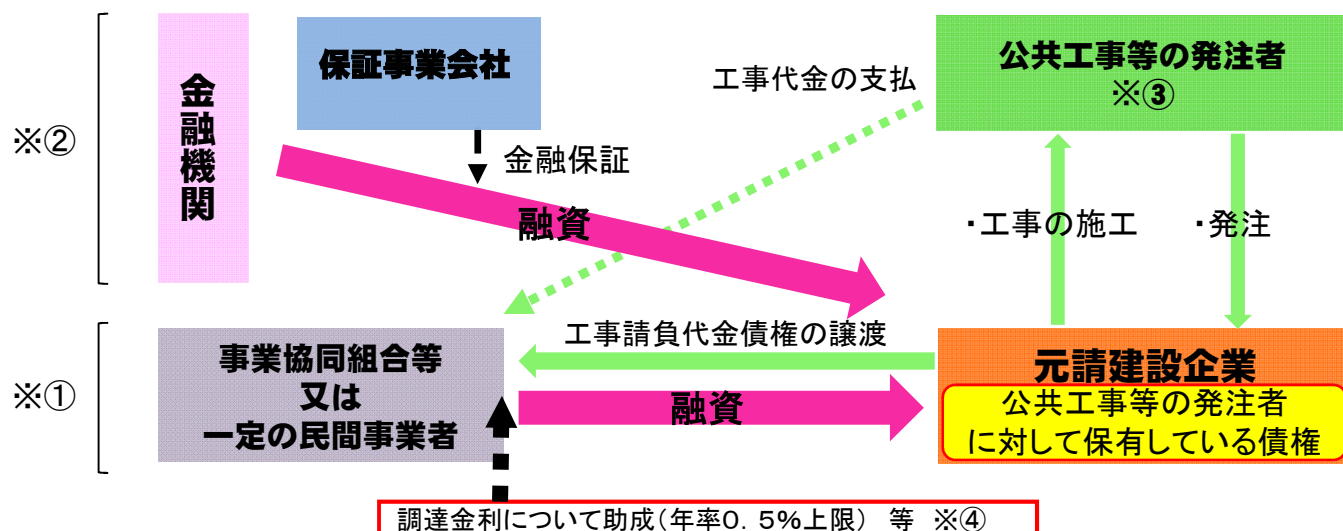 ※②
金融機関
保証事業会社
金融保証
工事代金の支払
公共工事等の発注者
※③
融資
・工事の施工
・発注
※①
事業協同組合等
又は
一定の民間事業者
工事請負代金債権の譲渡
融資
元請建設企業
公共工事等の発注者
に対して保有している債権
調達金利について助成(年率0.5%上限) 等 ※④